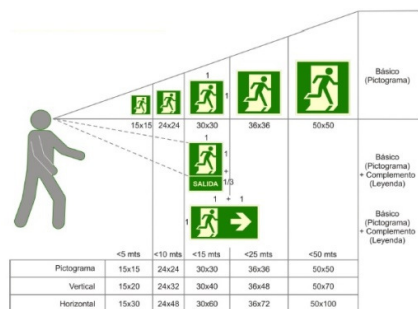 1
1
Básico
(Pictograma)
15x15 24x24 30x30 36x36 50x50
1
1
+
SALIDA 1/3
Básico
(Pictograma)
+ Complemento
(Leyenda)
1 + 1
1
Básico
(Pictograma)
+ Complemento
(Leyenda)
<5 mts <10 mts <15 mts <25 mts <50 mts
Pictograma 15x15 24x24 30x30 36x36 50x50
Vertical 15x20 24x32 30x40 36x48 50x70
Horizontal 15x30 24x48 30x60 36x72 50x100